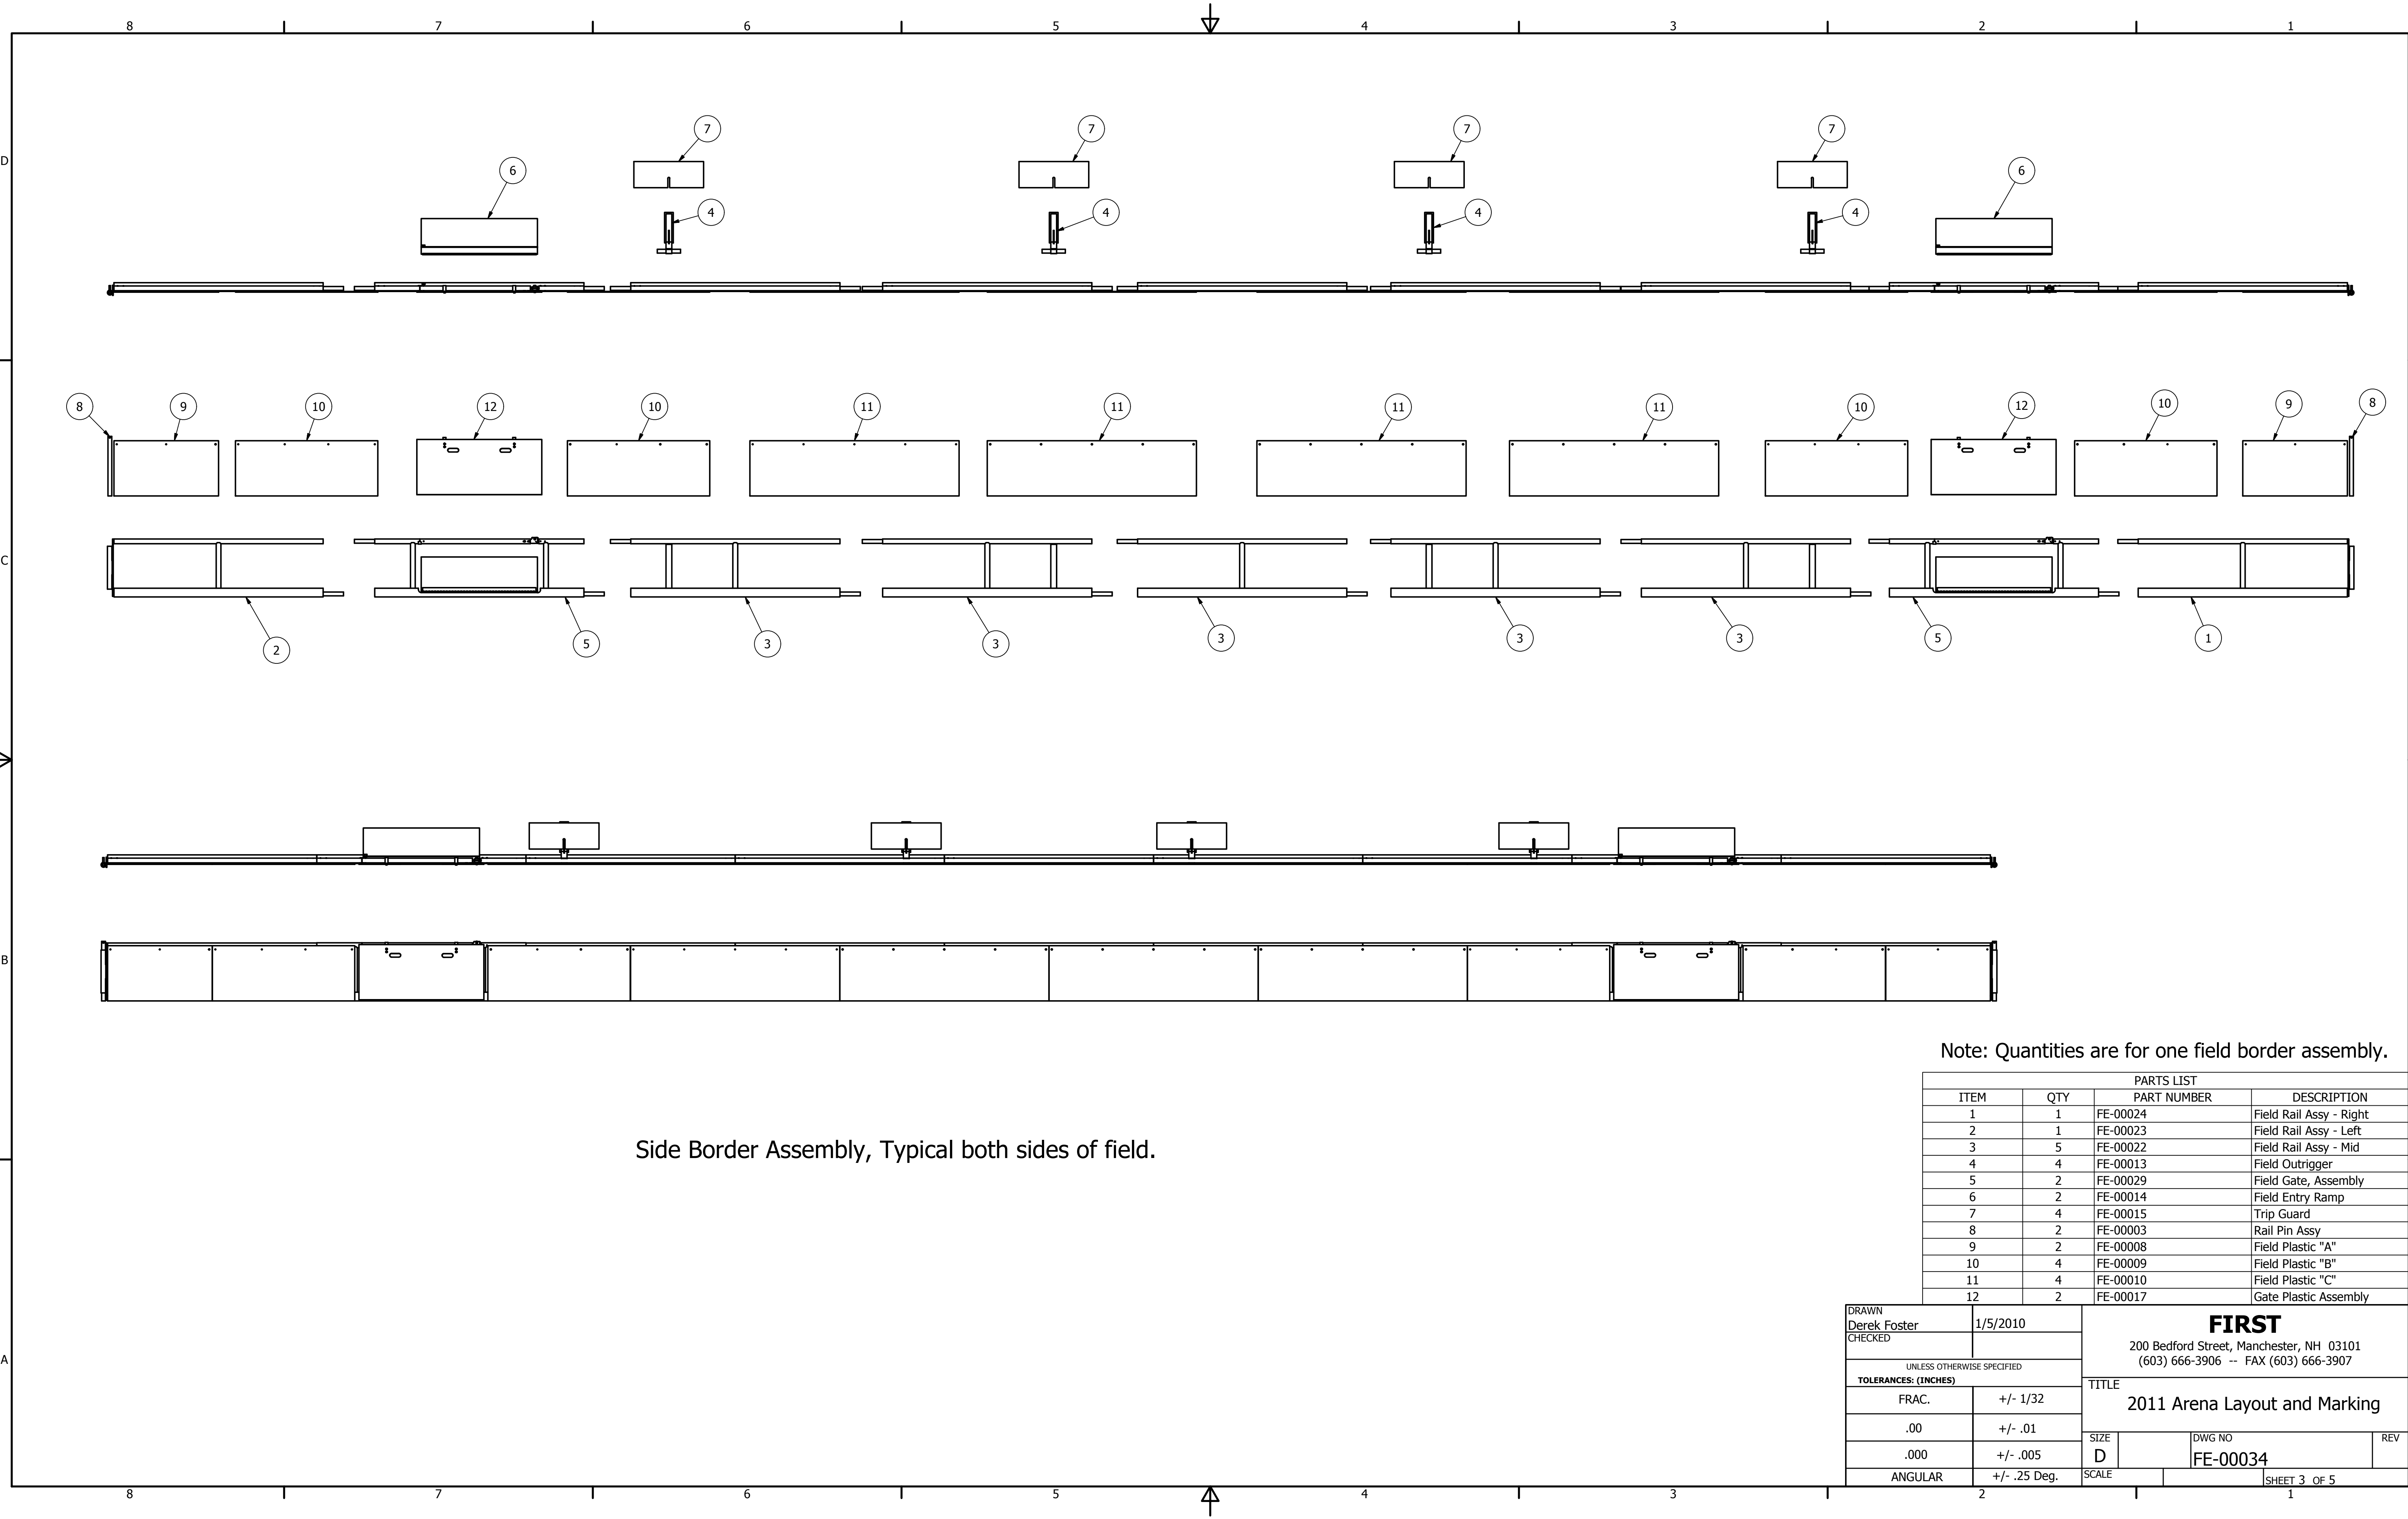 8 7 6 5 4 3 2 1
D
7 7 7 7
6 6
4 4 4 4
8 9 10 12 10 11 11 11 11 10 12 10 9 8
C
2 5 3 3 3 3 3 5 1
B
Note: Quantities are for one field border assembly.
PARTS LIST
ITEM QTY PART NUMBER DESCRIPTION
1 1 FE-00024 Field Rail Assy - Right
2 1 FE-00023 Field Rail Assy - Left
3 5 FE-00022 Field Rail Assy - Mid
4 4 FE-00013 Field Outrigger
5 2 FE-00029 Field Gate, Assembly
6 2 FE-00014 Field Entry Ramp
7 4 FE-00015 Trip Guard
8 2 FE-00003 Rail Pin Assy
9 2 FE-00008 Field Plastic "A"
10 4 FE-00009 Field Plastic "B"
11 4 FE-00010 Field Plastic "C"
12 2 FE-00017 Gate Plastic Assembly
Side Border Assembly, Typical both sides of field.
A
DRAWN
Derek Foster 1/5/2010
CHECKED
UNLESS OTHERWISE SPECIFIED
TOLERANCES: (INCHES)
FRAC. +/- 1/32
.00 +/- .01
.000 +/- .005
ANGULAR +/- .25 Deg.
FIRST
200 Bedford Street, Manchester, NH 03101
(603) 666-3906 -- FAX (603) 666-3907
TITLE
2011 Arena Layout and Marking
SIZE DWG NO REV
D FE-00034
SCALE SHEET 3 OF 5
8 7 6 5 4 3 2 1